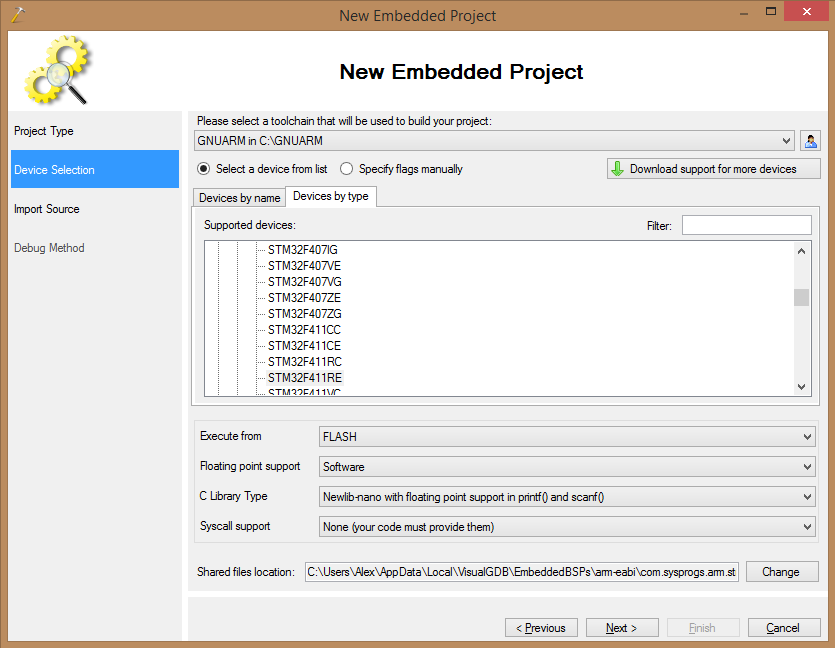 New Embedded Project
New Embedded Project
Project Type
Device Selection
Import Source
Debug Method
Please select a toolchain that will be used to build your project:
GNUARM in C:\GNUARM
Select a device from list
Specify flags manually
Download support for more devices
Devices by name
Devices by type
Supported devices:
Filter:
STM32F407IG
STM32F407VE
STM32F407VG
STM32F407ZE
STM32F407ZG
STM32F411CC
STM32F411CE
STM32F411RC
STM32F411RE
STM32F411VC
Execute from
FLASH
Floating point support
Software
C Library Type
Newlib-nano with floating point support in printf() and scanf()
Syscall support
None (your code must provide them)
Shared files location:
C:\Users\Alex\AppData\Local\VisualGDB\EmbeddedBSPs\arm-eabi\com.sysprogs.arm.st
Change
< Previous
Next >
Finish
Cancel